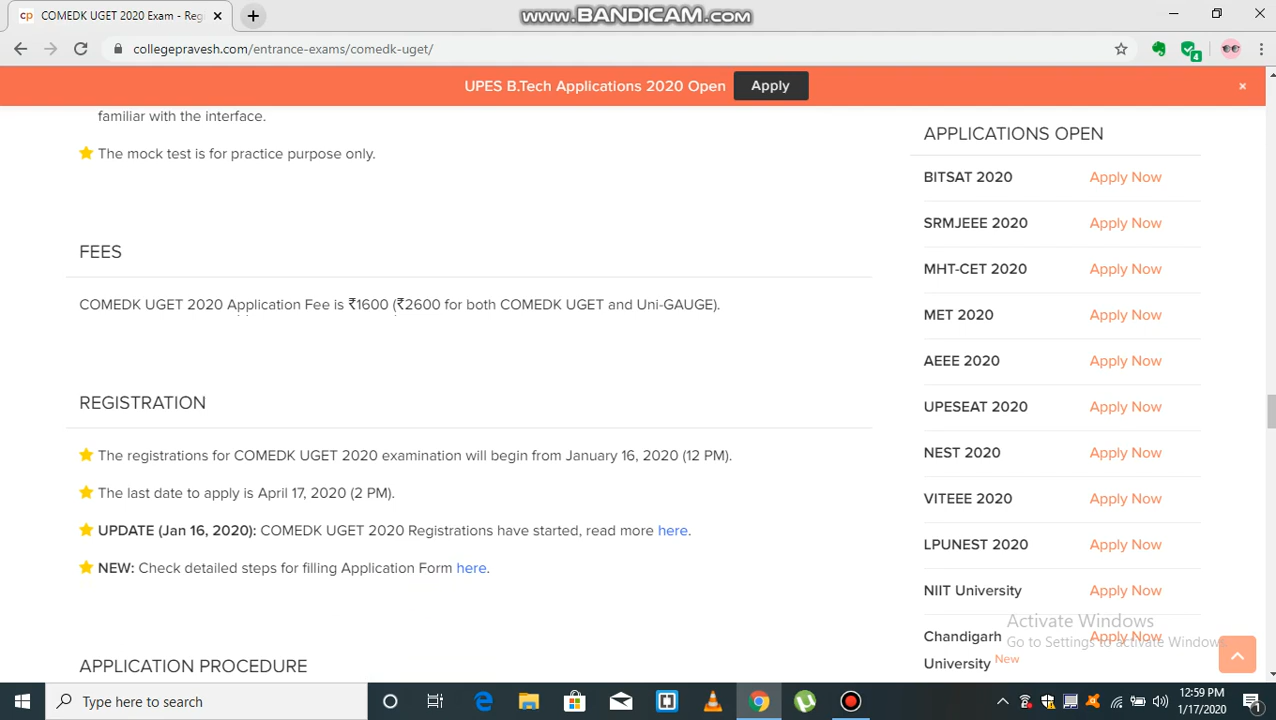 COMEDK UGET 2020 Exam - Reg
WWW.BANDICAM.COM
collegepravesh.com/entrance-exams/comedk-uget/
4
UPES B.Tech Applications 2020 Open Apply ×
familiar with the interface.
The mock test is for practice purpose only.
FEES
COMEDK UGET 2020 Application Fee is ₹1600 (₹2600 for both COMEDK UGET and Uni-GAUGE).
REGISTRATION
The registrations for COMEDK UGET 2020 examination will begin from January 16, 2020 (12 PM).
The last date to apply is April 17, 2020 (2 PM).
UPDATE (Jan 16, 2020): COMEDK UGET 2020 Registrations have started, read more here.
NEW: Check detailed steps for filling Application Form here.
APPLICATION PROCEDURE
APPLICATIONS OPEN
BITSAT 2020 Apply Now
SRMJEEE 2020 Apply Now
MHT-CET 2020 Apply Now
MET 2020 Apply Now
AEEE 2020 Apply Now
UPESEAT 2020 Apply Now
NEST 2020 Apply Now
VITEEE 2020 Apply Now
LPUNEST 2020 Apply Now
NIIT University Apply Now
Chandigarh Apply Now
University New
Activate Windows
Go to Settings to activate Windows.
Type here to search
12:59 PM
1/17/2020
1